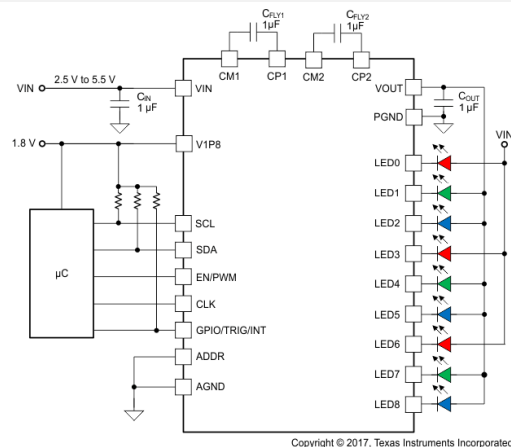 CFLY1
1µF
CFLY2
1µF
CM1
CP1
CM2
CP2
VIN
2.5 V to 5.5 V
VIN
CIN
1 µF
VOUT
COUT
1 µF
PGND
VIN
1.8 V
V1P8
LED0
LED1
LED2
LED3
LED4
LED5
LED6
LED7
LED8
µC
SCL
SDA
EN/PWM
CLK
GPIO/TRIG/INT
ADDR
AGND
Copyright © 2017, Texas Instruments Incorporated